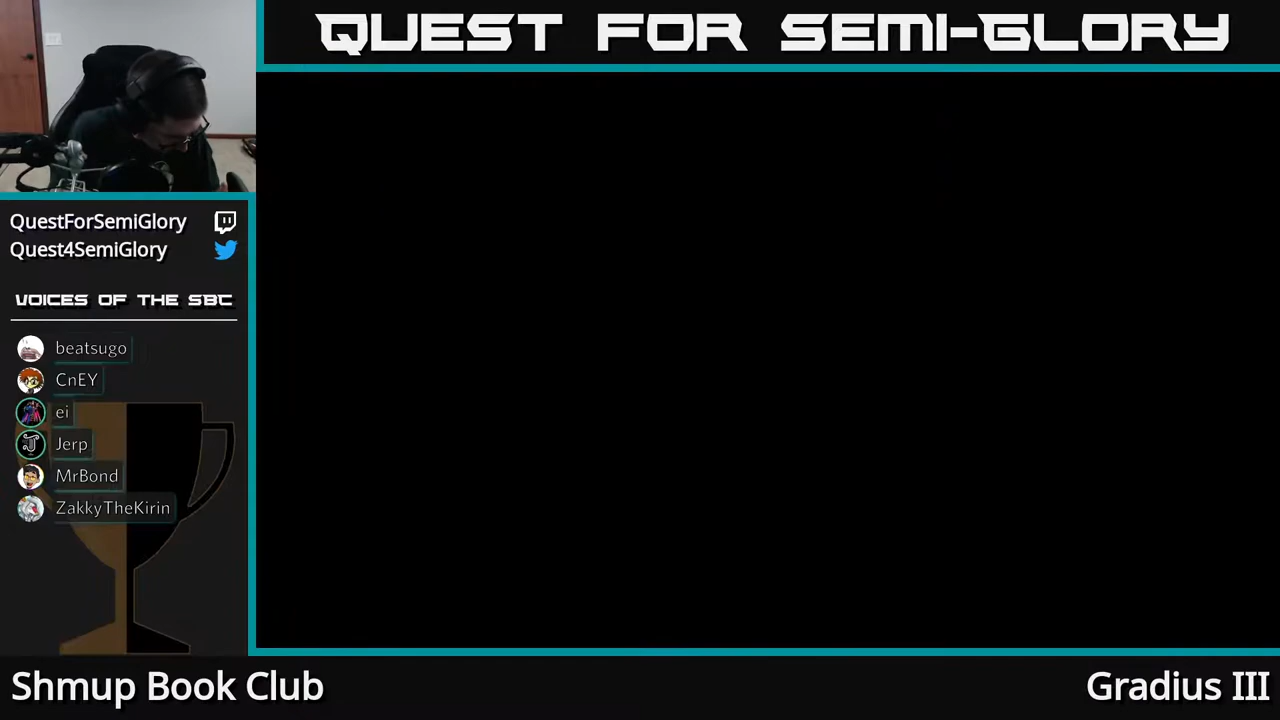 QUEST FOR SEMI-GLORY
QuestForSemiGlory
Quest4SemiGlory
VOICES OF THE SBC
beatsugo
CnEY
ei
Jerp
MrBond
ZakkyTheKirin
Shmup Book Club
Gradius III